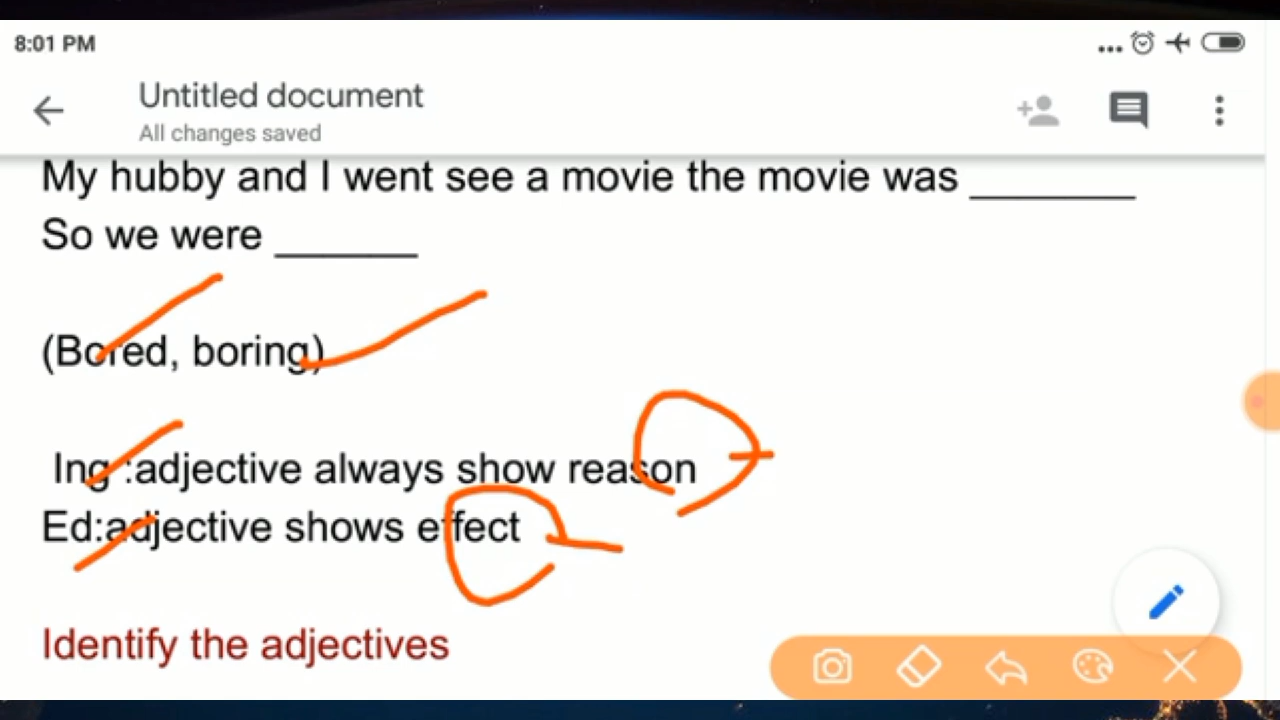 8:01 PM
Untitled document
All changes saved
My hubby and I went see a movie the movie was ________
So we were _______
(Bored, boring)
Ing :adjective always show reason
Ed:adjective shows effect
Identify the adjectives